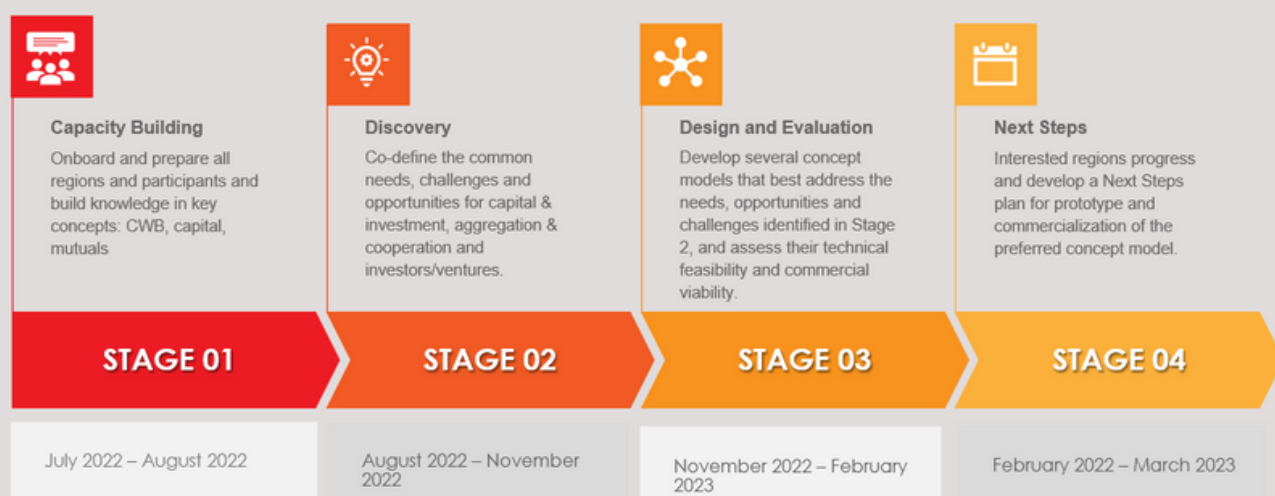 Capacity Building
Onboard and prepare all
regions and participants and
build knowledge in key
concepts: CWB, capital,
mutuals
Discovery
Co-define the common
needs, challenges and
opportunities for capital &
investment, aggregation &
cooperation and
investors/ventures.
Design and Evaluation
Develop several concept
models that best address the
needs, opportunities and
challenges identified in Stage
2, and assess their technical
feasibility and commercial
viability.
Next Steps
Interested regions progress
and develop a Next Steps
plan for prototype and
commercialization of the
preferred concept model.
STAGE 01
STAGE 02
STAGE 03
STAGE 04
July 2022 – August 2022
August 2022 – November
2022
November 2022 – February
2023
February 2022 – March 2023